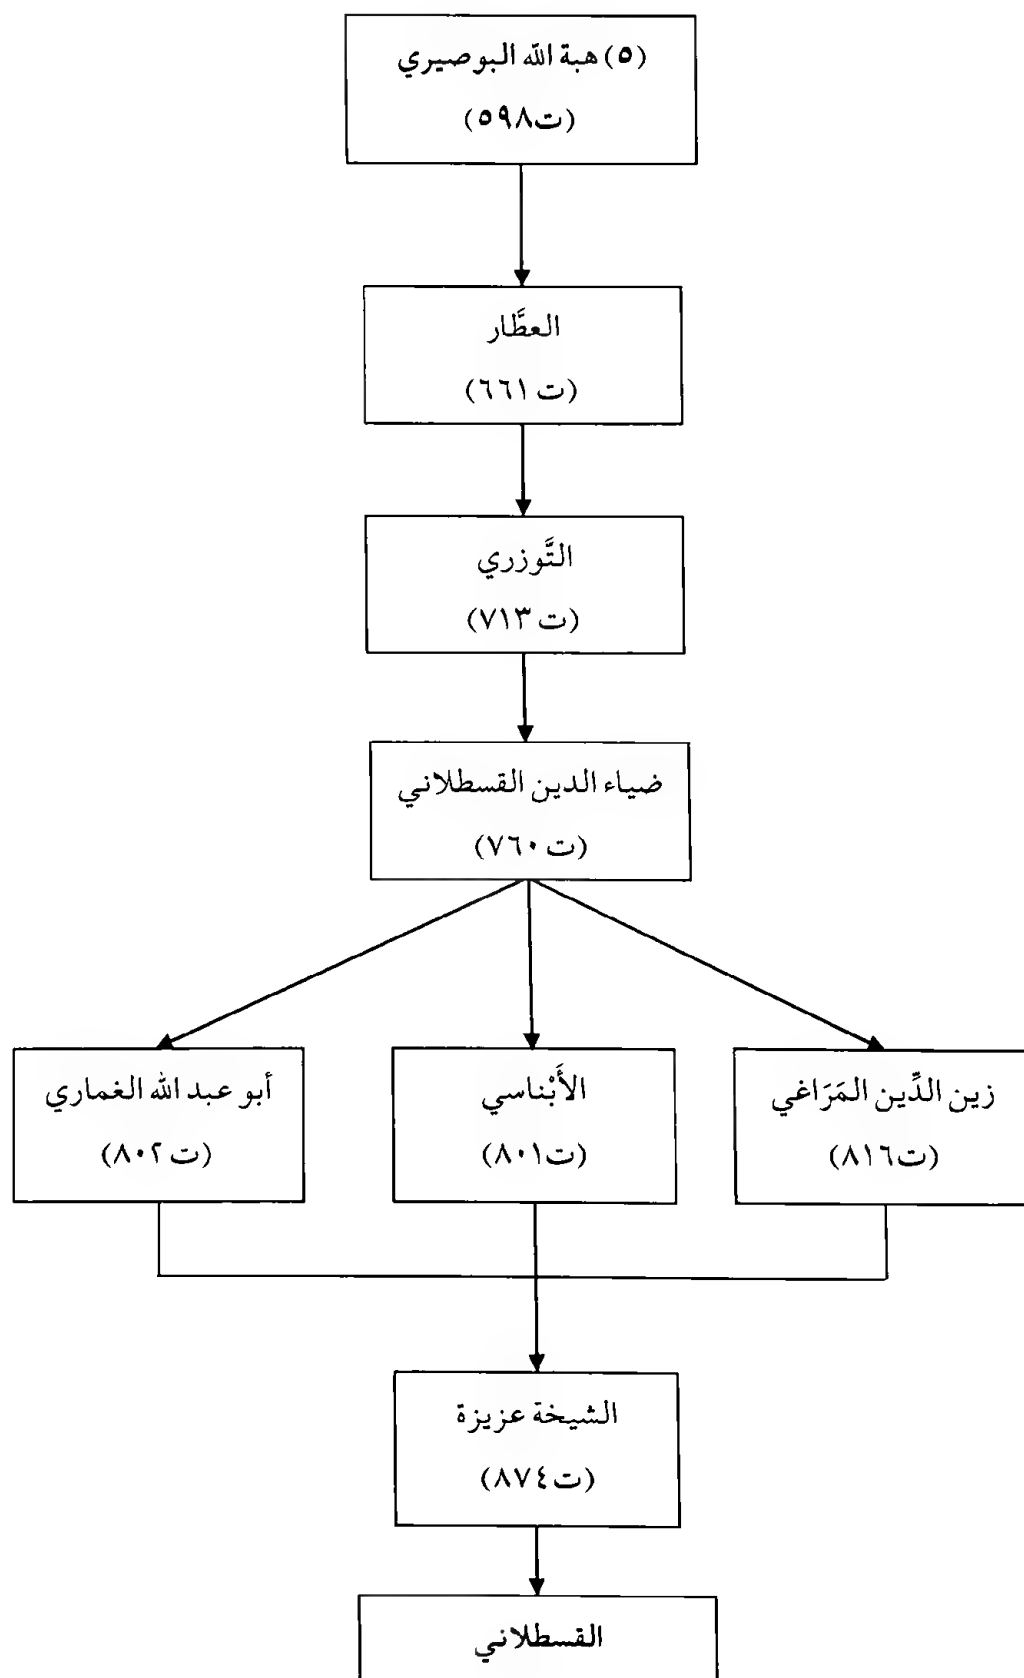 (٥) هبة الله البوصيري
(ت٥٩٨)
العطَّار
(ت ٦٦١)
التَّوزري
(ت ٧١٣)
ضياء الدين القسطلاني
(ت ٧٦٠)
زين الدِّين المَرَاغي
(ت٨١٦)
الأَبْناسي
(ت٨٠١)
أبو عبد الله الغماري
(ت ٨٠٢)
الشيخة عزيزة
(ت٨٧٤)
القسطلاني